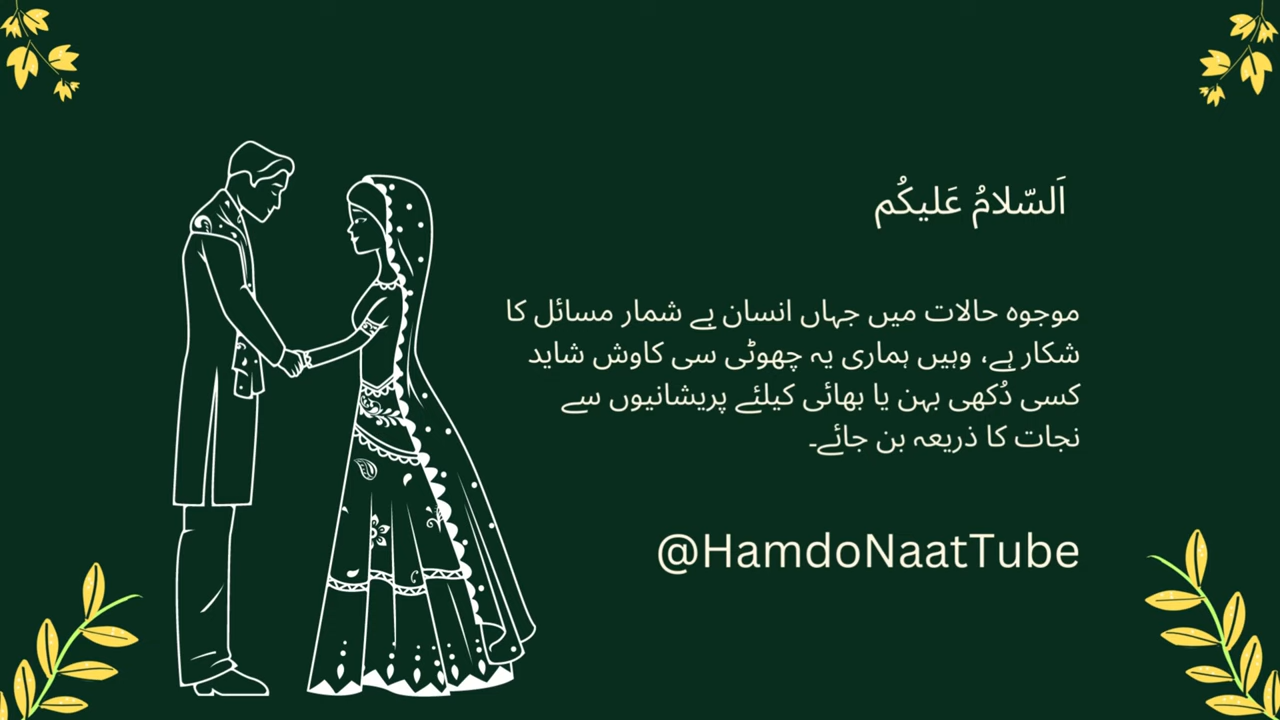 اَلسّلامُ عَلیکُم
موجوہ حالات میں جہاں انسان بے شمار مسائل کا
شکار ہے، وہیں ہماری یہ چھوٹی سی کاوش شاید
کسی دُکھی بہن یا بھائی کیلئے پریشانیوں سے
نجات کا ذریعہ بن جائے۔
@HamdoNaatTube